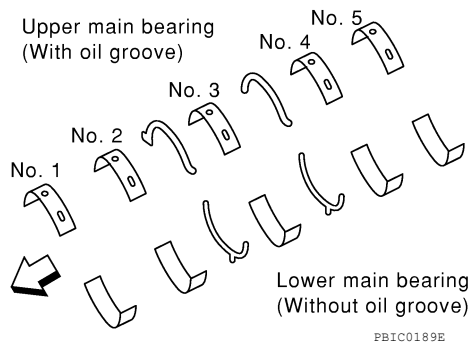 Upper main bearing
(With oil groove)
No. 5
No. 4
No. 3
No. 2
No. 1
Lower main bearing
(Without oil groove)
PBIC0189E